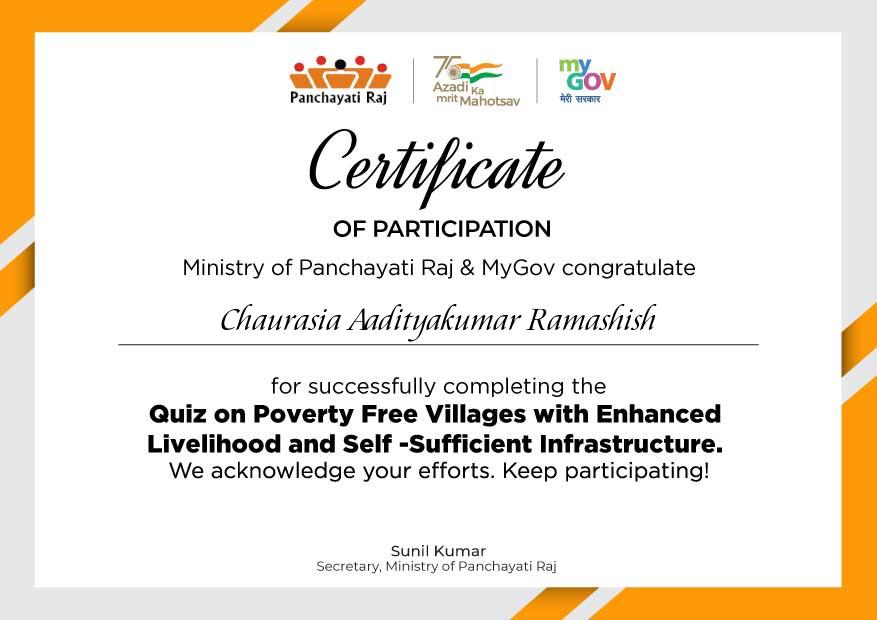 Panchayati Raj
75
Azadi Ka
Amrit Mahotsav
my
GOV
मेरी सरकार
Certificate
OF PARTICIPATION
Ministry of Panchayati Raj & MyGov congratulate
Chaurasia Aadityakumar Ramashish
for successfully completing the
Quiz on Poverty Free Villages with Enhanced
Livelihood and Self -Sufficient Infrastructure.
We acknowledge your efforts. Keep participating!
Sunil Kumar
Secretary, Ministry of Panchayati Raj